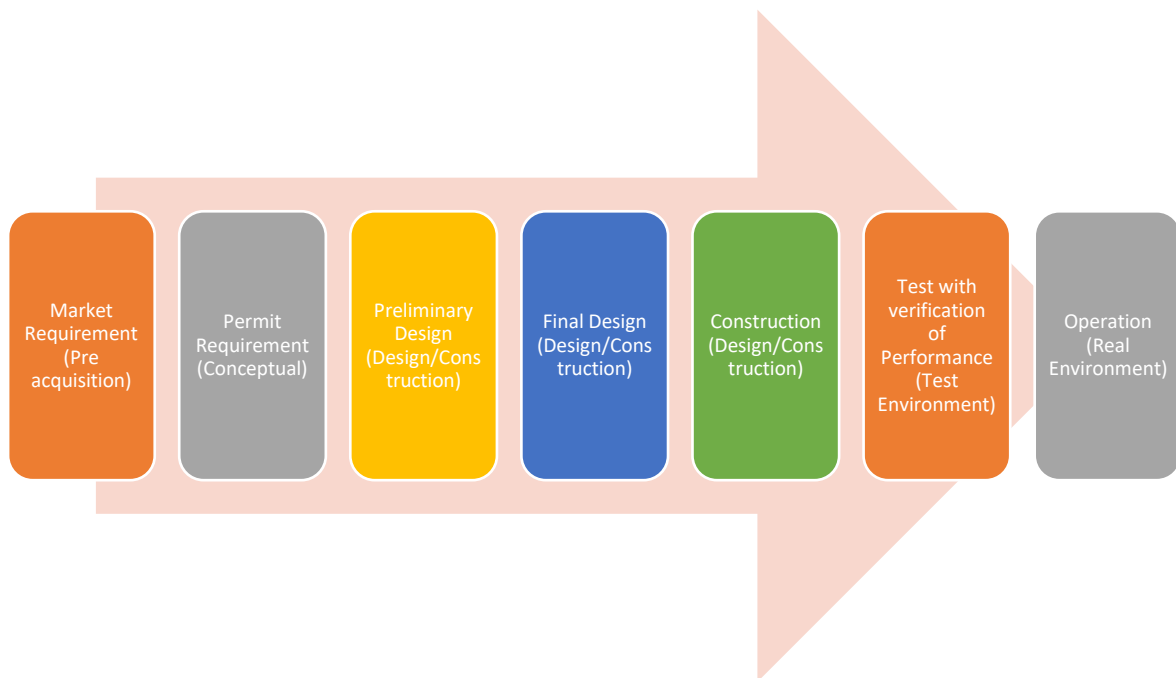 Market
Requirement
(Pre
acquisition)
Permit
Requirement
(Conceptual)
Preliminary
Design
(Design/Cons
truction)
Final Design
(Design/Cons
truction)
Construction
(Design/Cons
truction)
Test with
verification
of
Performance
(Test
Environment)
Operation
(Real
Environment)